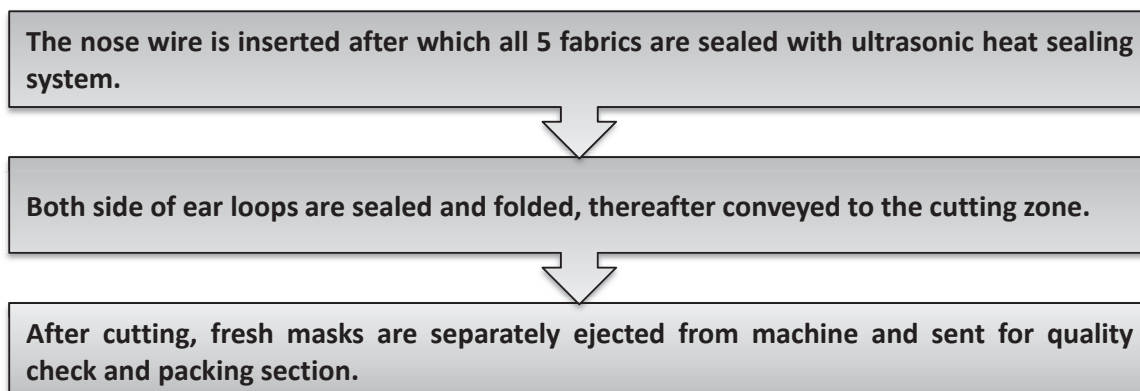 The nose wire is inserted after which all 5 fabrics are sealed with ultrasonic heat sealing
system.
Both side of ear loops are sealed and folded, thereafter conveyed to the cutting zone.
After cutting, fresh masks are separately ejected from machine and sent for quality
check and packing section.